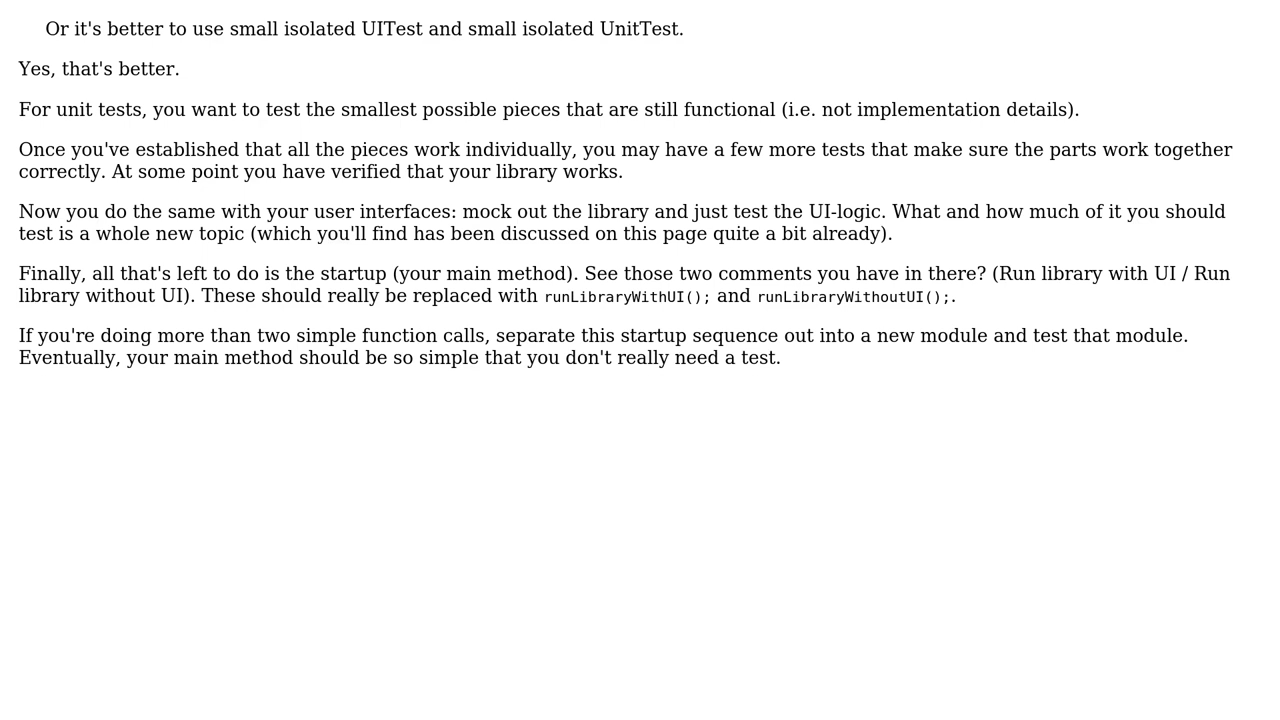 Or it's better to use small isolated UITest and small isolated UnitTest.
Yes, that's better.
For unit tests, you want to test the smallest possible pieces that are still functional (i.e. not implementation details).
Once you've established that all the pieces work individually, you may have a few more tests that make sure the parts work together
correctly. At some point you have verified that your library works.
Now you do the same with your user interfaces: mock out the library and just test the UI-logic. What and how much of it you should
test is a whole new topic (which you'll find has been discussed on this page quite a bit already).
Finally, all that's left to do is the startup (your main method). See those two comments you have in there? (Run library with UI / Run
library without UI). These should really be replaced with runLibraryWithUI(); and runLibraryWithoutUI();.
If you're doing more than two simple function calls, separate this startup sequence out into a new module and test that module.
Eventually, your main method should be so simple that you don't really need a test.